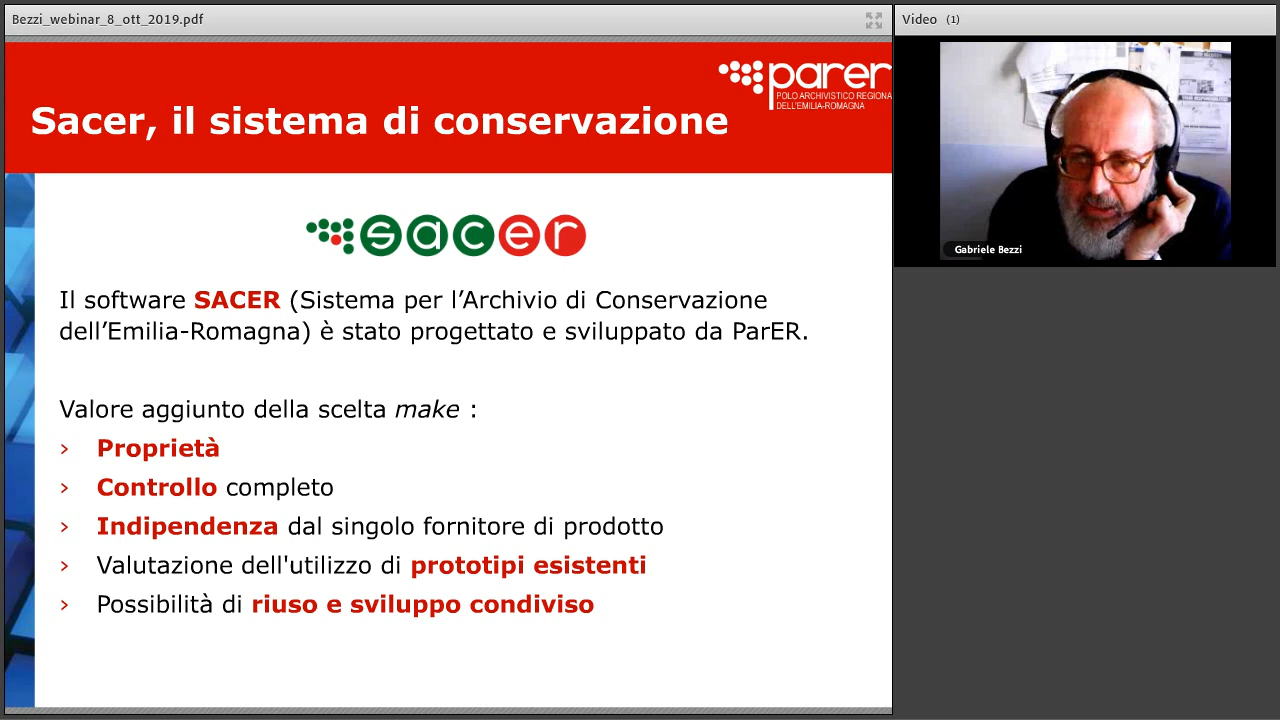 Bezzi_webinar_8_ott_2019.pdf
Video (1)
parer
POLO ARCHIVISTICO REGIONA
DELL'EMILIA-ROMAGNA
Sacer, il sistema di conservazione
Gabriele Bezzi
sacer
Il software SACER (Sistema per l’Archivio di Conservazione
dell’Emilia-Romagna) è stato progettato e sviluppato da ParER.
Valore aggiunto della scelta make :
› Proprietà
› Controllo completo
› Indipendenza dal singolo fornitore di prodotto
› Valutazione dell'utilizzo di prototipi esistenti
› Possibilità di riuso e sviluppo condiviso